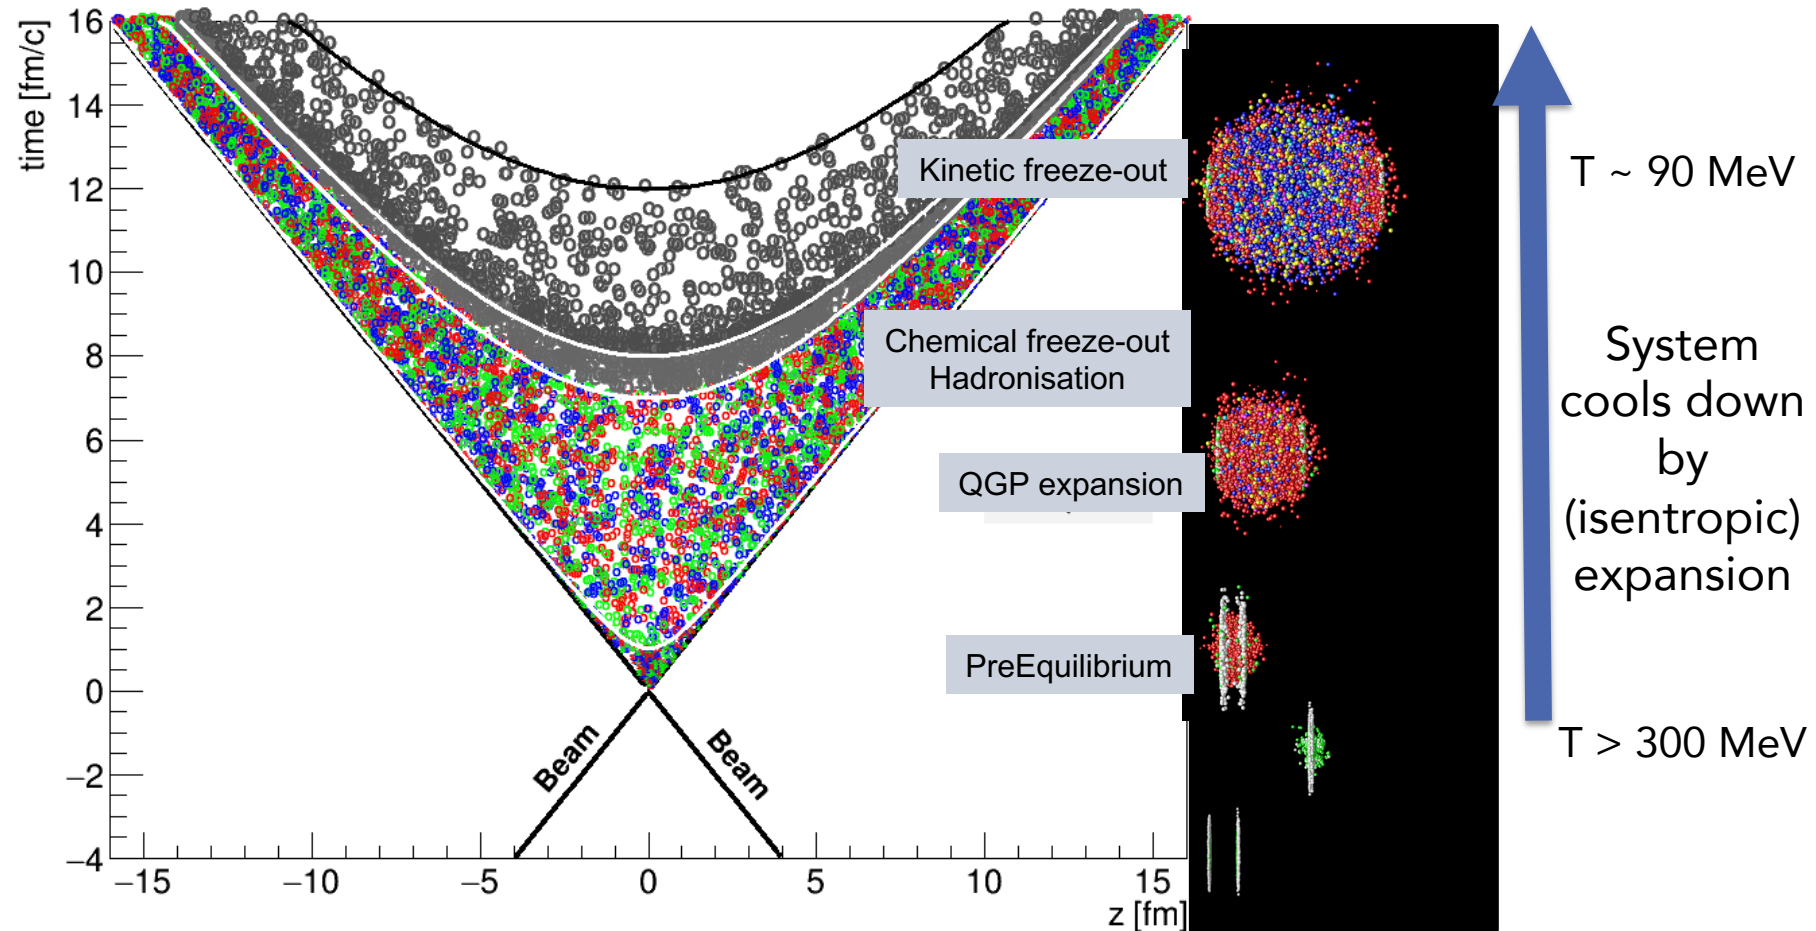 time [fm/c]
16
14
12
10
8
6
4
2
0
−2
−4
−15
−10
−5
0
5
10
15
z [fm]
Beam
Beam
Kinetic freeze-out
Chemical freeze-out
Hadronisation
QGP expansion
PreEquilibrium
T ~ 90 MeV
System
cools down
by
(isentropic)
expansion
T > 300 MeV